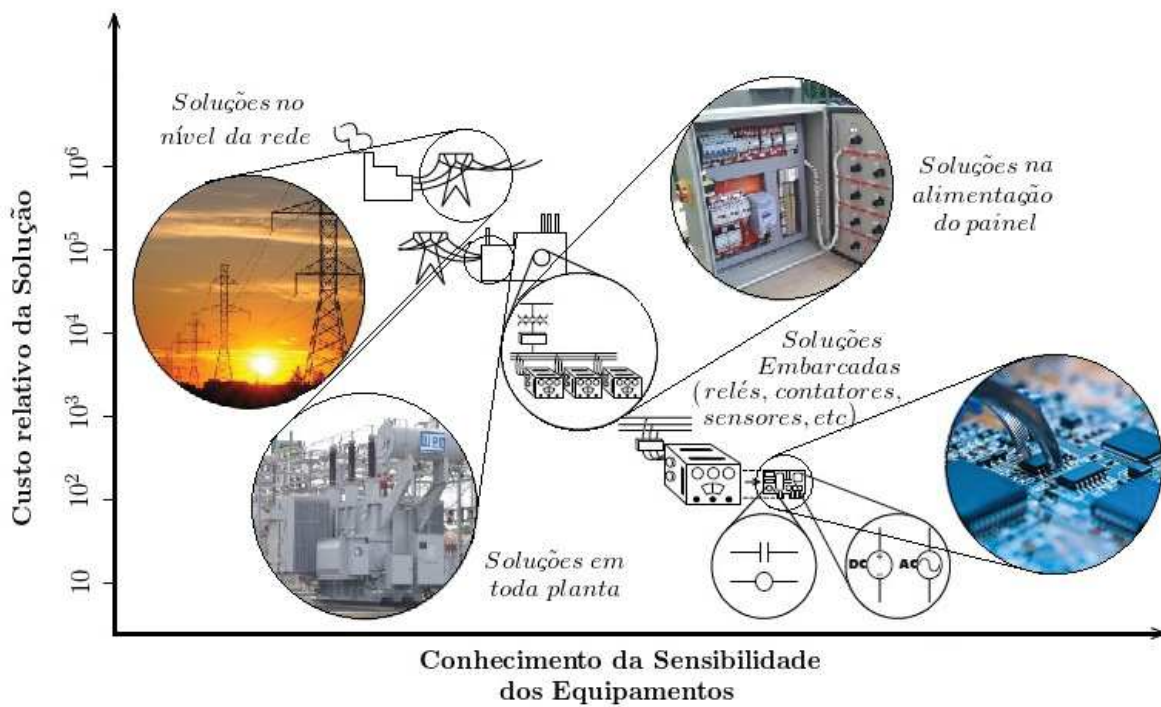 Custo relativo da Solução
10⁶
10⁵
10⁴
10³
10²
10
Soluções no
nível da rede
Soluções na
alimentação
do painel
Soluções
Embarcadas
(relés, contatores,
sensores, etc)
Soluções em
toda planta
DC
AC
Conhecimento da Sensibilidade
dos Equipamentos